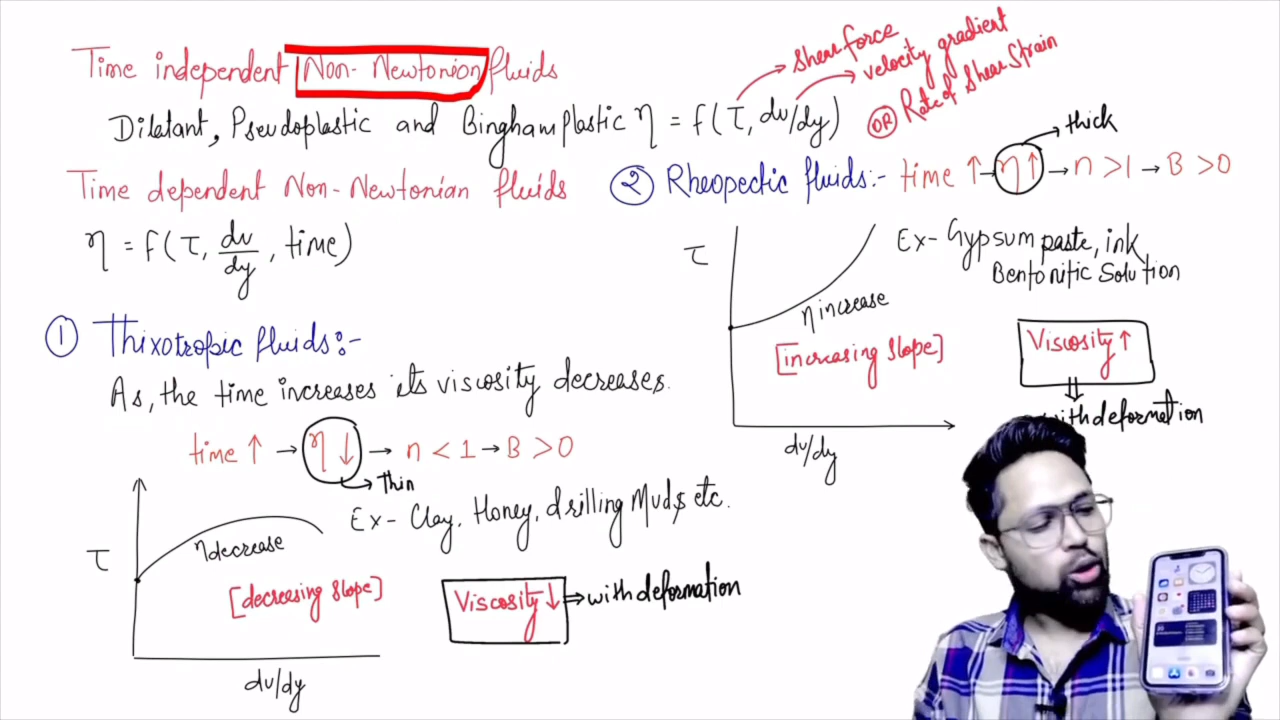 Time independent Non-Newtonion fluids
Dilatant, Pseudoplastic and Binghamplastic η = f(τ, dv/dy)
shear force
velocity gradient
OR Rate of Shear Strain
Time dependent Non-Newtonian fluids
η = f(τ, dv/dy, time)
① Thixotropic fluids:-
As, the time increases its viscosity decreases.
time ↑ → η ↓ → n < 1 → B > 0
Thin
Ex- Clay, Honey, drilling Muds etc.
τ
η decrease
[decreasing slope]
dv/dy
Viscosity ↓ ⇒ with deformation
② Rheopectic fluids:- time ↑ → η ↑ → n > 1 → B > 0
thick
τ
Ex- Gypsum paste, ink
Bentonitic Solution
η increase
[increasing slope]
dv/dy
Viscosity ↑
with deformation